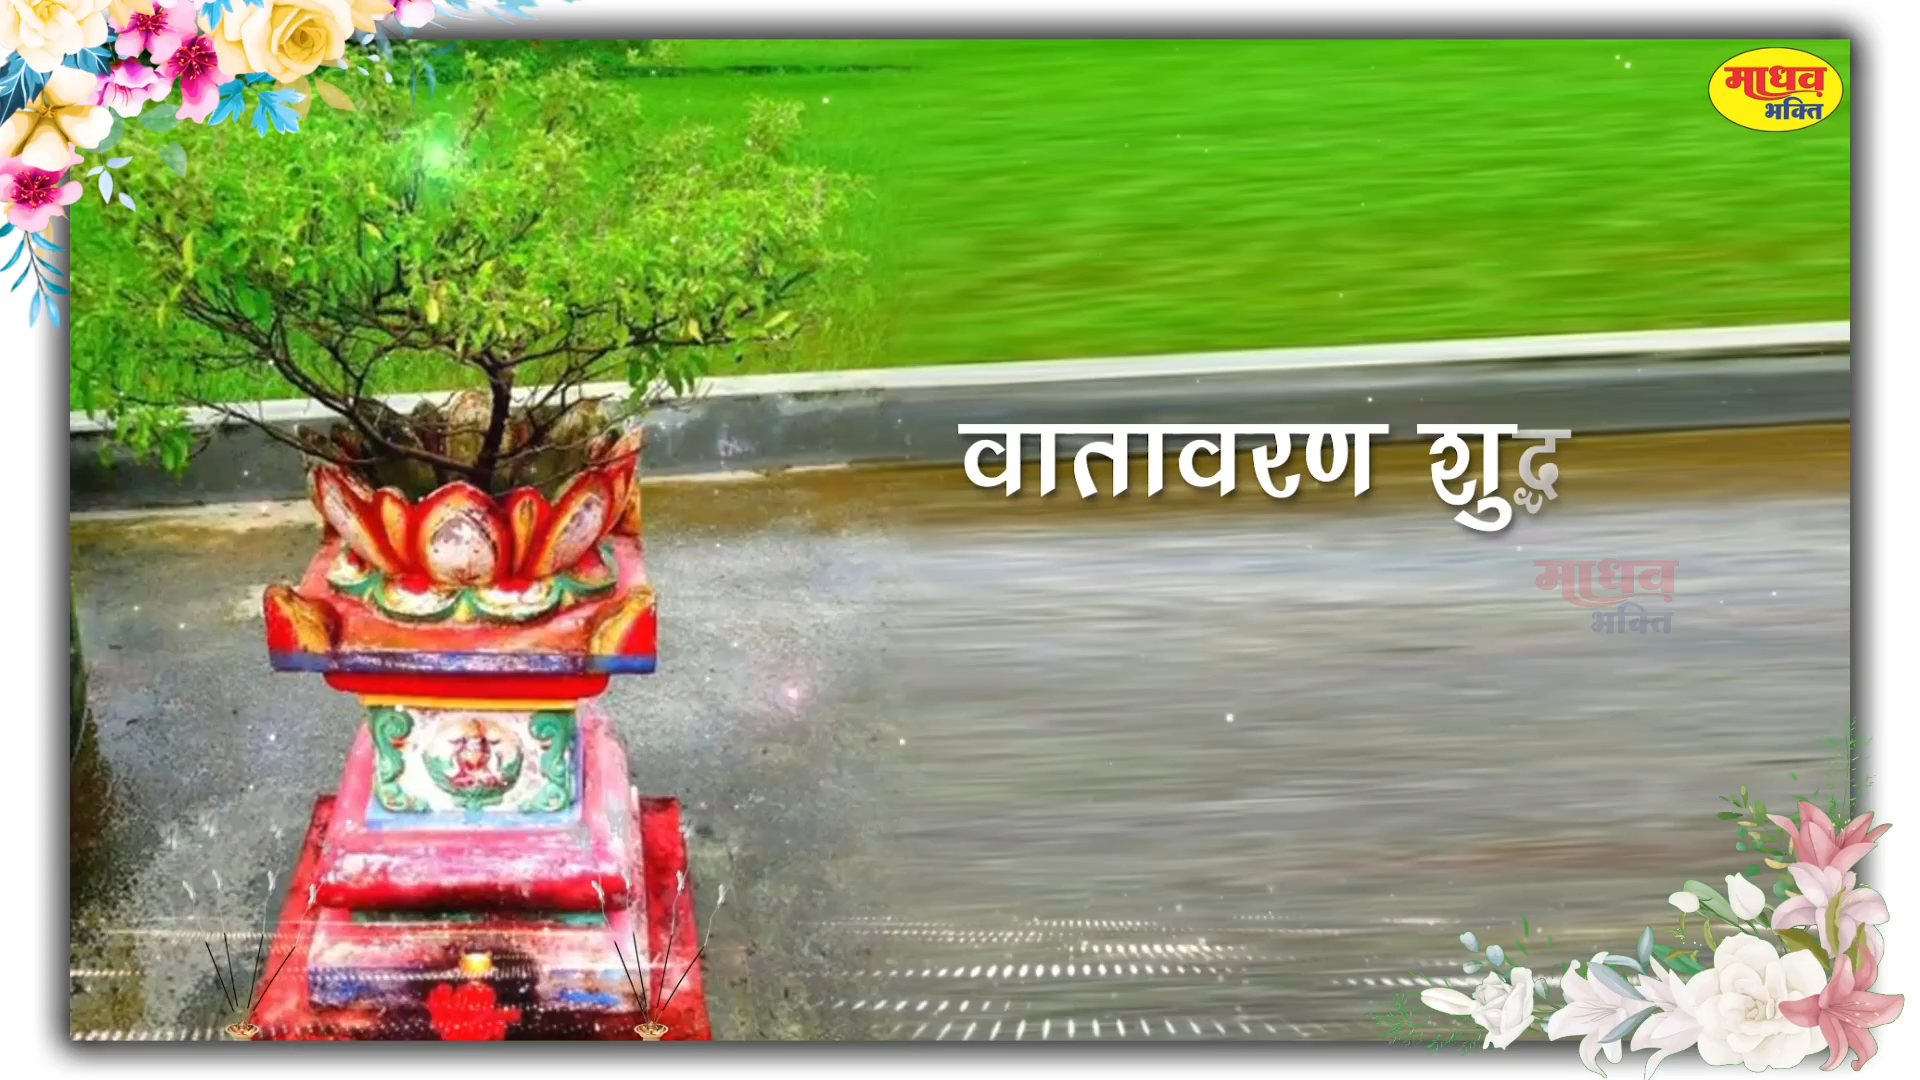 माधव
भक्ति
वातावरण शुद्ध
माधव
भक्ति